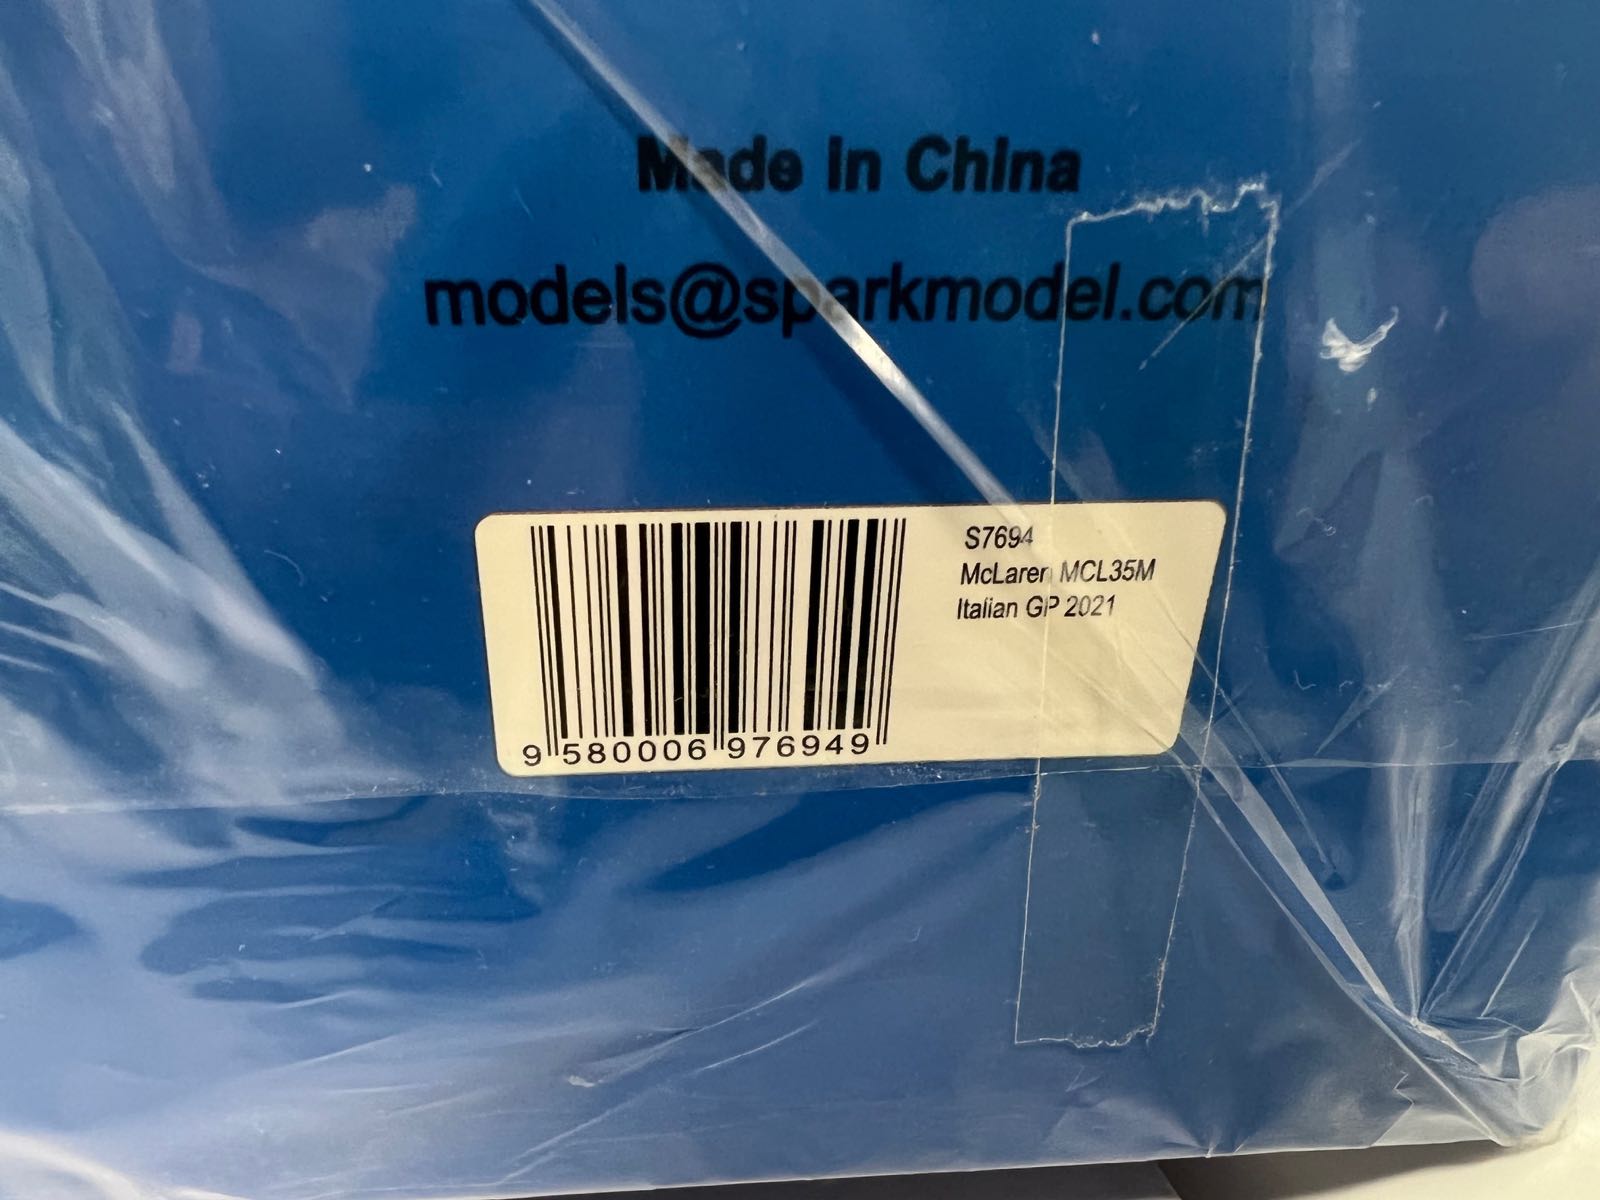 Made In China
models@sparkmodel.com
S7694
McLaren MCL35M
Italian GP 2021
9 580006 976949